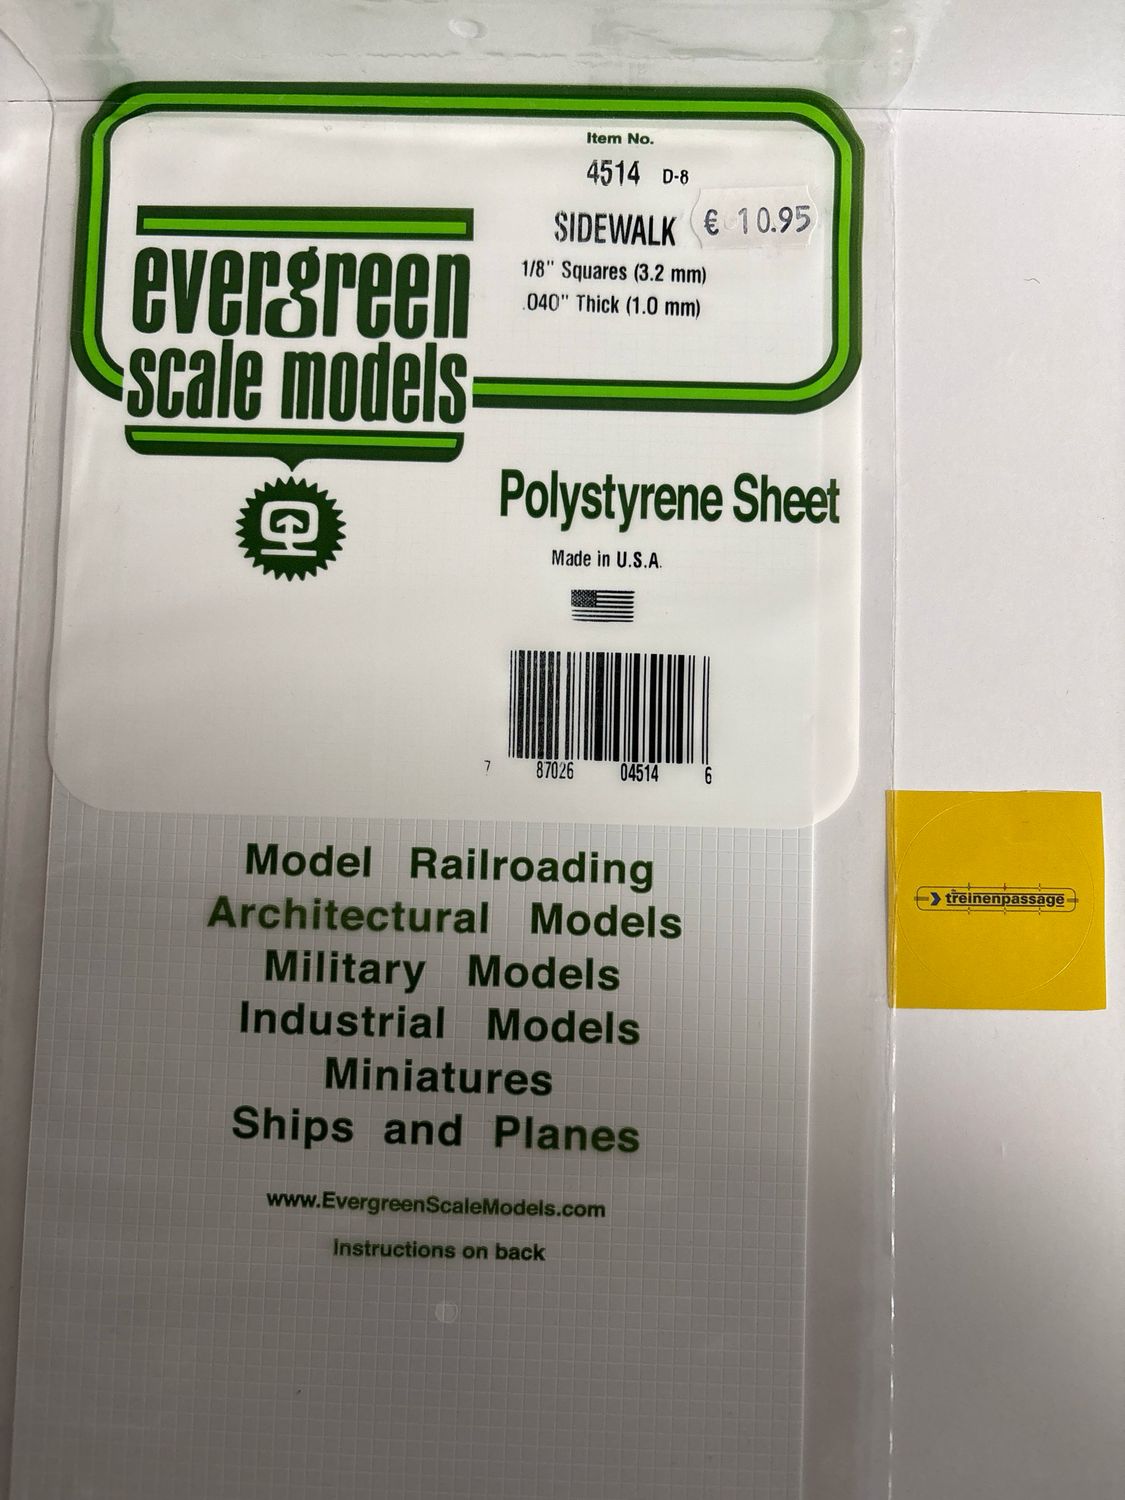 Item No.
4514 D-8
SIDEWALK
€ 10.95
1/8" Squares (3.2 mm)
.040" Thick (1.0 mm)
evergreen
scale models
Polystyrene Sheet
Made in U.S.A.
7 87026 04514 6
Model Railroading
Architectural Models
Military Models
Industrial Models
Miniatures
Ships and Planes
www.EvergreenScaleModels.com
Instructions on back
de
treinenpassage